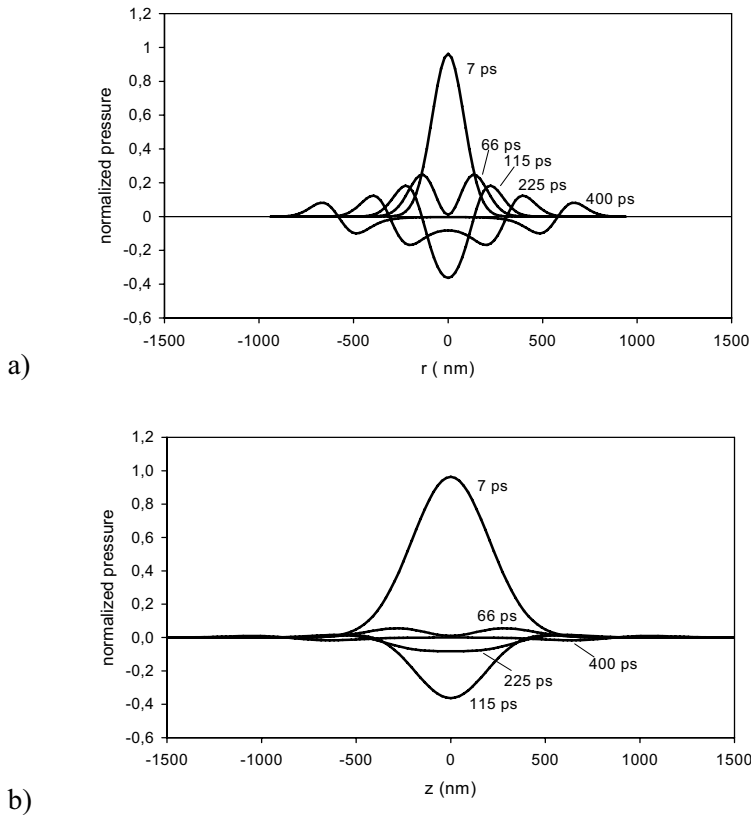 1,2
1
0,8
0,6
0,4
0,2
0
-0,2
-0,4
-0,6
normalized pressure
7 ps
66 ps
115 ps
225 ps
400 ps
-1500 -1000 -500 0 500 1000 1500
r ( nm)
a)
1,2
1,0
0,8
0,6
0,4
0,2
0,0
-0,2
-0,4
-0,6
normalized pressure
7 ps
66 ps
400 ps
225 ps
115 ps
-1500 -1000 -500 0 500 1000 1500
z (nm)
b)